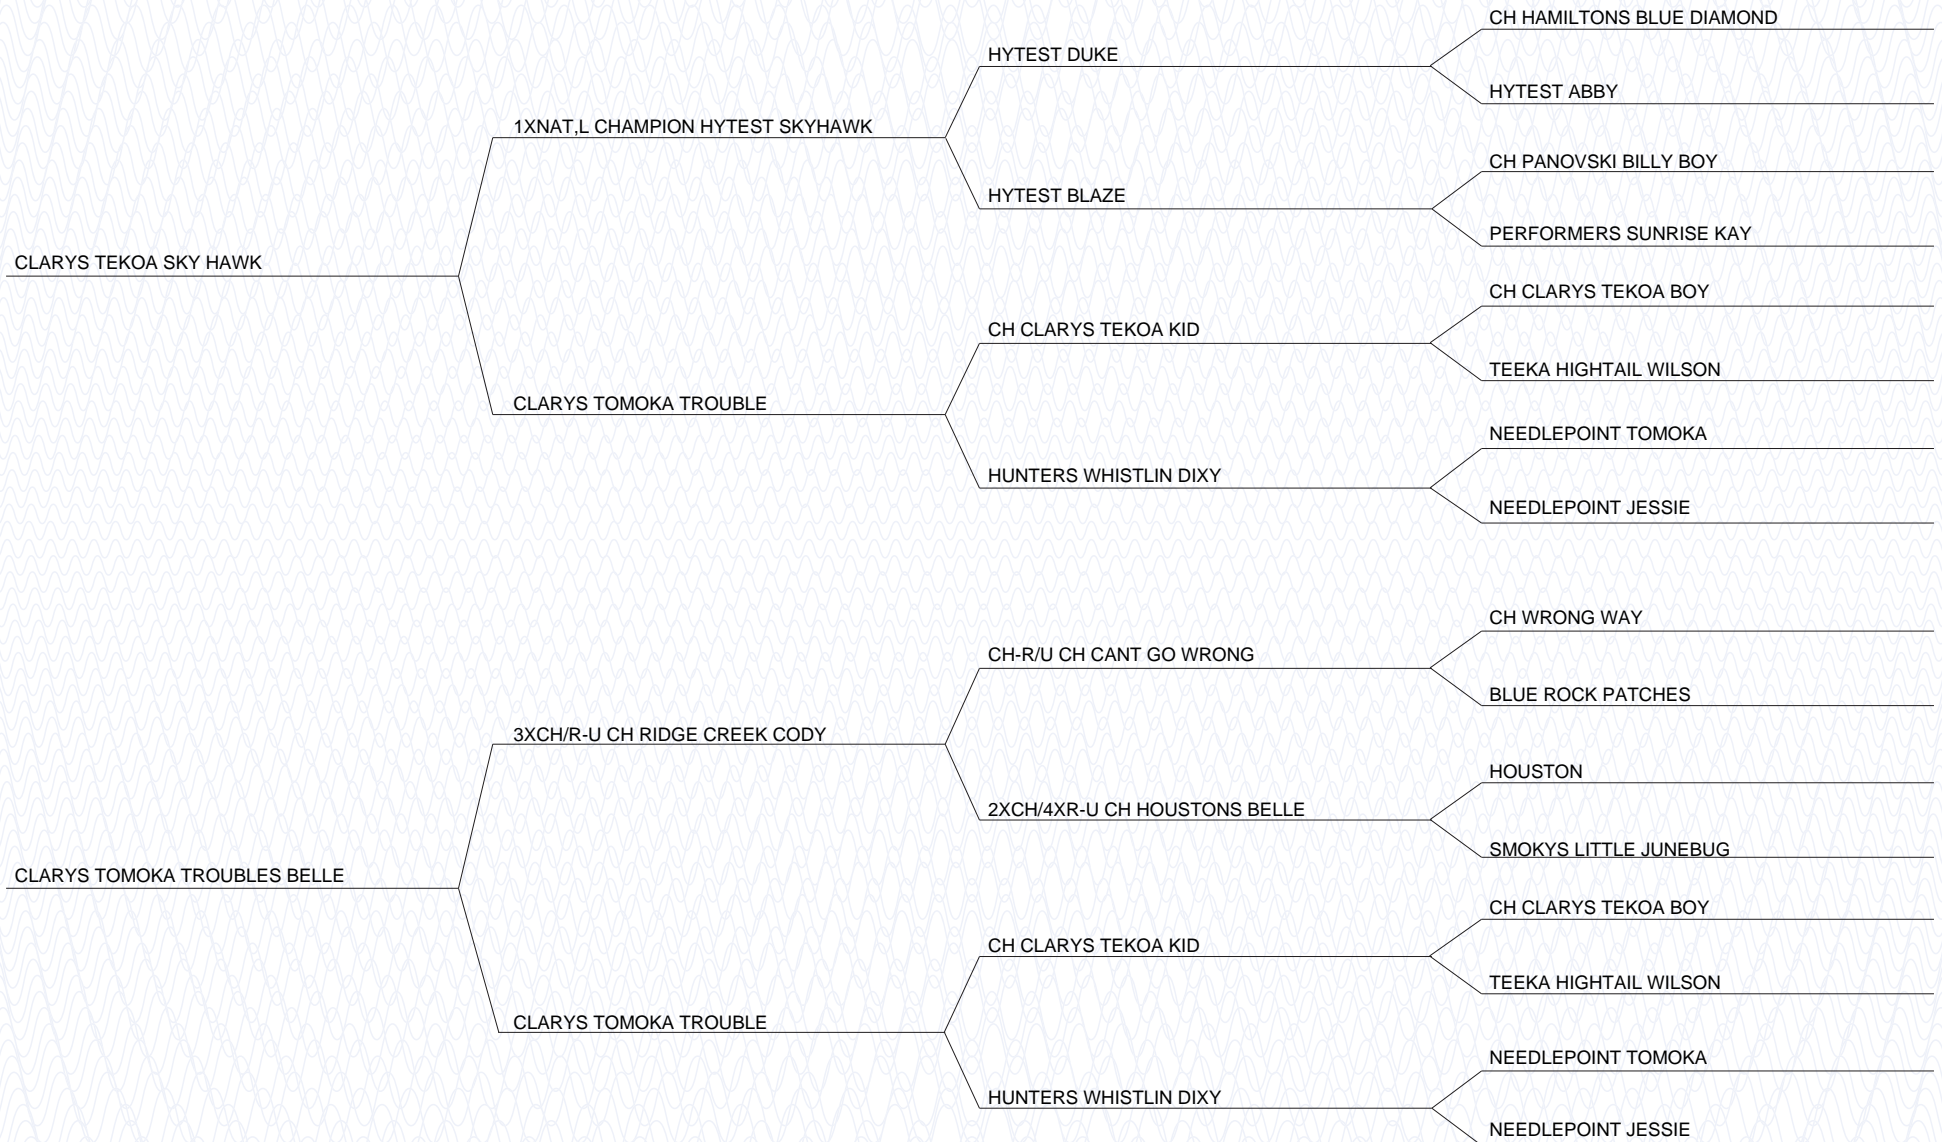 CH HAMILTONS BLUE DIAMOND
HYTEST DUKE
HYTEST ABBY
1XNAT,L CHAMPION HYTEST SKYHAWK
CH PANOVSKI BILLY BOY
HYTEST BLAZE
PERFORMERS SUNRISE KAY
CLARYS TEKOA SKY HAWK
CH CLARYS TEKOA BOY
CH CLARYS TEKOA KID
TEEKA HIGHTAIL WILSON
CLARYS TOMOKA TROUBLE
NEEDLEPOINT TOMOKA
HUNTERS WHISTLIN DIXY
NEEDLEPOINT JESSIE
CH WRONG WAY
CH-R/U CH CANT GO WRONG
BLUE ROCK PATCHES
3XCH/R-U CH RIDGE CREEK CODY
HOUSTON
2XCH/4XR-U CH HOUSTONS BELLE
SMOKYS LITTLE JUNEBUG
CLARYS TOMOKA TROUBLES BELLE
CH CLARYS TEKOA BOY
CH CLARYS TEKOA KID
TEEKA HIGHTAIL WILSON
CLARYS TOMOKA TROUBLE
NEEDLEPOINT TOMOKA
HUNTERS WHISTLIN DIXY
NEEDLEPOINT JESSIE